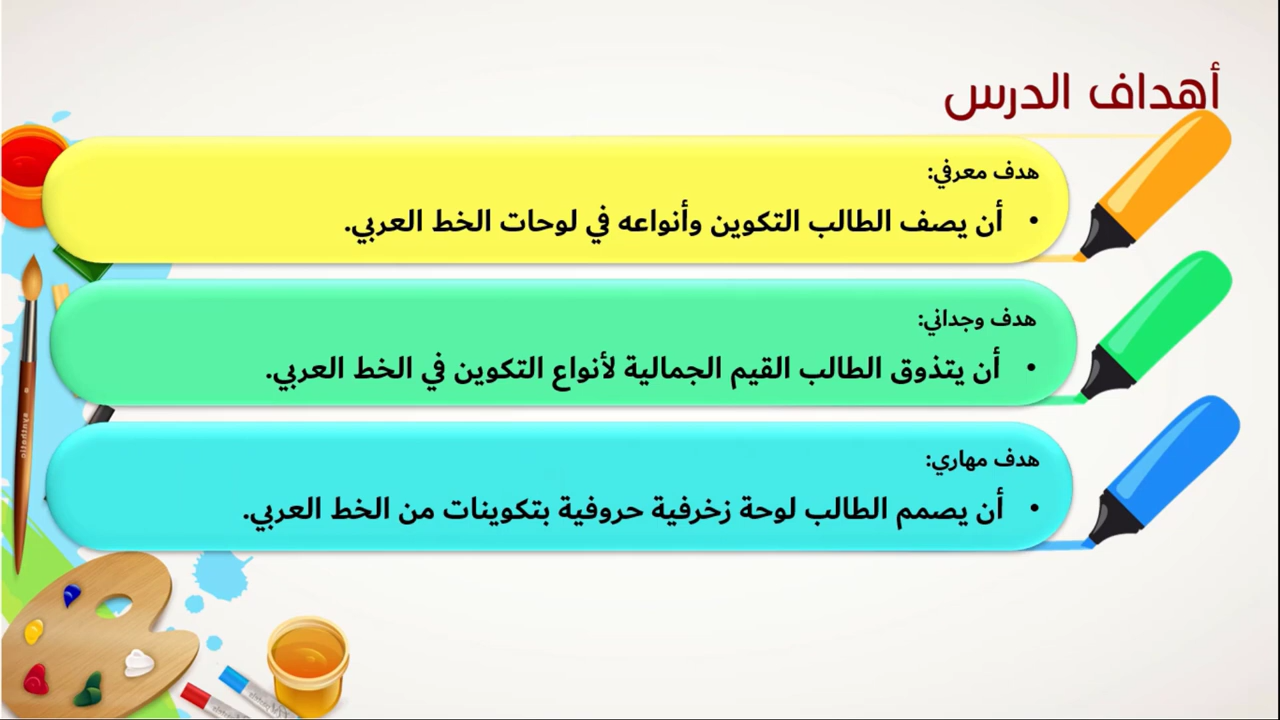 أهداف الدرس
هدف معرفي:
• أن يصف الطالب التكوين وأنواعه في لوحات الخط العربي.
هدف وجداني:
• أن يتذوق الطالب القيم الجمالية لأنواع التكوين في الخط العربي.
هدف مهاري:
• أن يصمم الطالب لوحة زخرفية حروفية بتكوينات من الخط العربي.